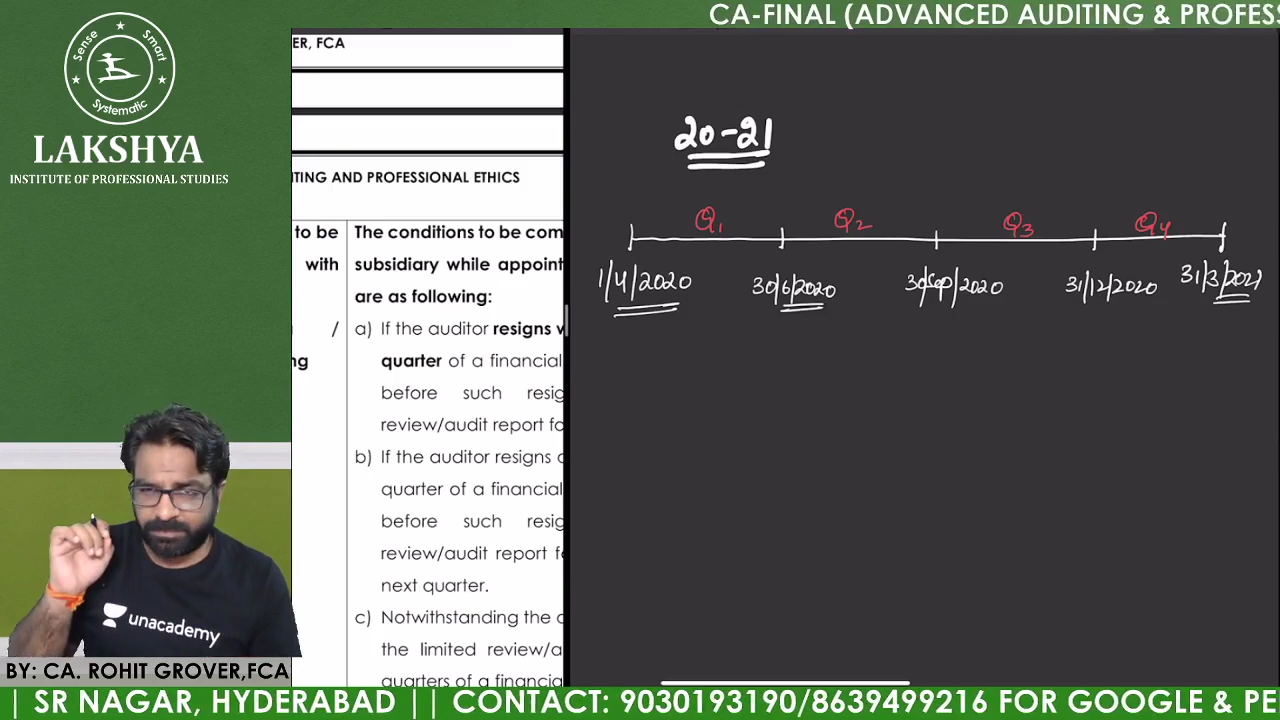 CA-FINAL (ADVANCED AUDITING & PROFES
Sense
Smart
Systematic
LAKSHYA
INSTITUTE OF PROFESSIONAL STUDIES
ER, FCA
TING AND PROFESSIONAL ETHICS
to be
with
/
ng
The conditions to be com
subsidiary while appoint
are as following:
a) If the auditor resigns w
quarter of a financial
before such resig
review/audit report fo
b) If the auditor resigns a
quarter of a financial
before such resig
review/audit report f
next quarter.
c) Notwithstanding the a
the limited review/a
quarters of a financia
20-21
Q1 Q2 Q3 Q4
1/4/2020 30/6/2020 30/Sep/2020 31/12/2020 31/3/2021
unacademy
BY: CA. ROHIT GROVER,FCA
| SR NAGAR, HYDERABAD || CONTACT: 9030193190/8639499216 FOR GOOGLE & PE